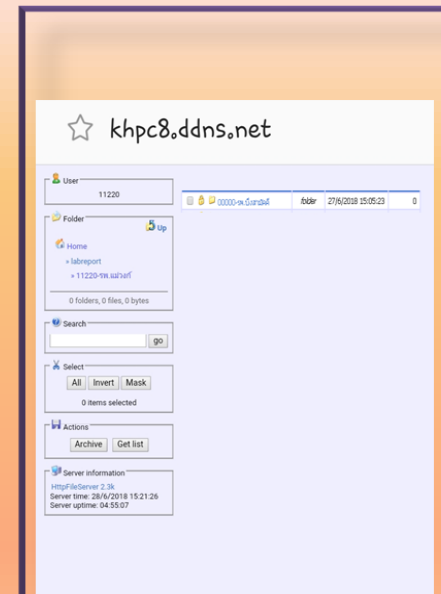 khpc8.ddns.net
User
11220
Folder
Up
Home
» labreport
» 11220-รพ.แม่วงก์
0 folders, 0 files, 0 bytes
Search
go
Select
All Invert Mask
0 items selected
Actions
Archive Get list
Server information
HttpFileServer 2.3k
Server time: 28/6/2018 15:21:26
Server uptime: 04:55:07
folder 27/6/2018 15:05:23 0